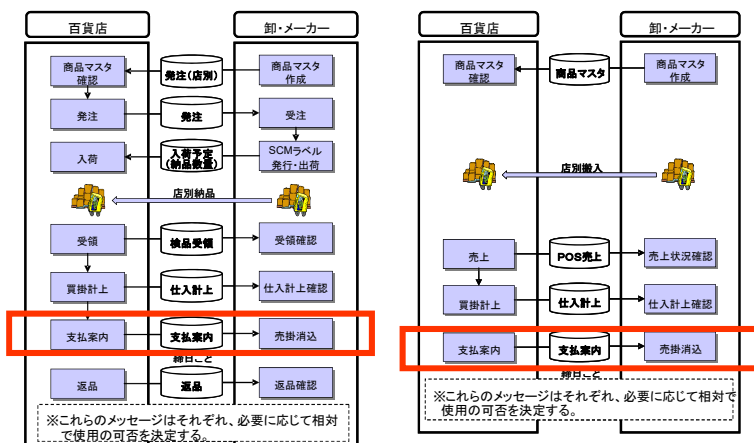 百貨店
卸・メーカー
商品マスタ
確認
発注(店別)
商品マスタ
作成
発注
発注
受注
入荷
入荷予定
(納品数量)
SCMラベル
発行・出荷
店別納品
受領
検品受領
受領確認
買掛計上
仕入計上
仕入計上確認
支払案内
支払案内
売掛消込
締日ごと
返品
返品
返品確認
※これらのメッセージはそれぞれ、必要に応じて相対
で使用の可否を決定する。
百貨店
卸・メーカー
商品マスタ
確認
商品マスタ
商品マスタ
作成
店別搬入
売上
POS売上
売上状況確認
買掛計上
仕入計上
仕入計上確認
支払案内
支払案内
売掛消込
締日ごと
※これらのメッセージはそれぞれ、必要に応じて相対で
使用の可否を決定する。